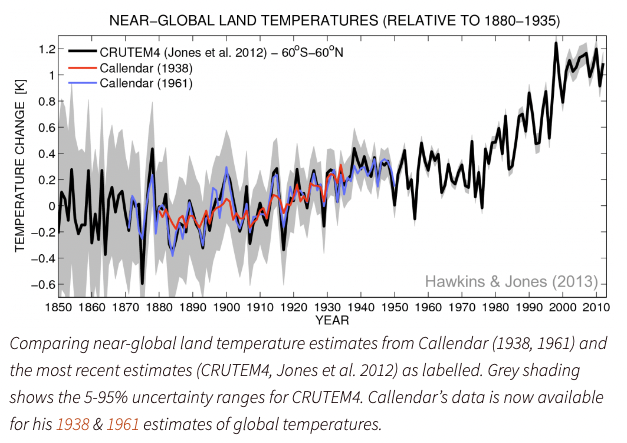 NEAR−GLOBAL LAND TEMPERATURES (RELATIVE TO 1880−1935)
CRUTEM4 (Jones et al. 2012) − 60°S−60°N
Callendar (1938)
Callendar (1961)
TEMPERATURE CHANGE [K]
1.2
1
0.8
0.6
0.4
0.2
0
−0.2
−0.4
−0.6
Hawkins & Jones (2013)
1850 1860 1870 1880 1890 1900 1910 1920 1930 1940 1950 1960 1970 1980 1990 2000 2010
YEAR
Comparing near-global land temperature estimates from Callendar (1938, 1961) and
the most recent estimates (CRUTEM4, Jones et al. 2012) as labelled. Grey shading
shows the 5-95% uncertainty ranges for CRUTEM4. Callendar’s data is now available
for his 1938 & 1961 estimates of global temperatures.